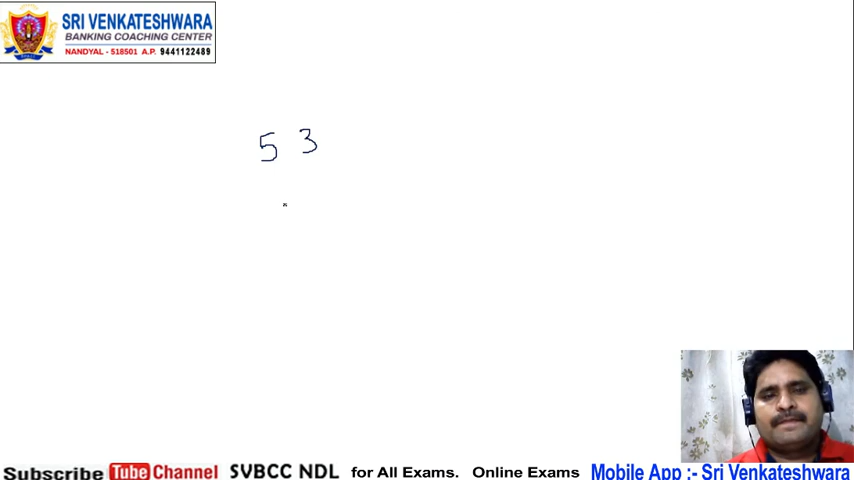 SRI VENKATESHWARA
BANKING COACHING CENTER
NANDYAL - 518501 A.P. 9441122489
5 3
Subscribe Tube Channel SVBCC NDL for All Exams. Online Exams Mobile App :- Sri Venkateshwara